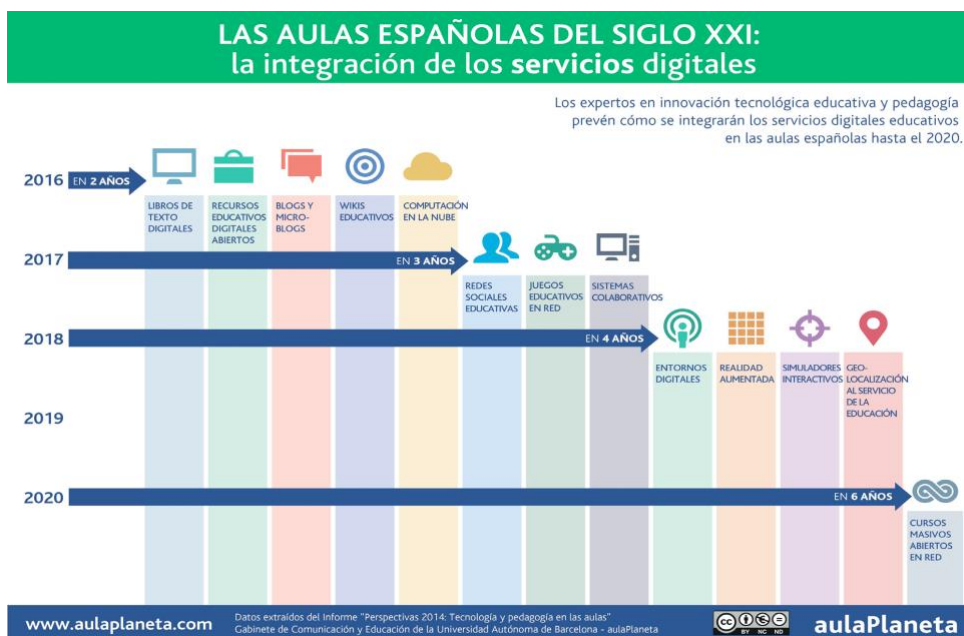 LAS AULAS ESPAÑOLAS DEL SIGLO XXI:
la integración de los servicios digitales
Los expertos en innovación tecnológica educativa y pedagogía
prevén cómo se integrarán los servicios digitales educativos
en las aulas españolas hasta el 2020.
2016
EN 2 AÑOS
LIBROS DE
TEXTO
DIGITALES
RECURSOS
EDUCATIVOS
DIGITALES
ABIERTOS
BLOGS Y
MICRO-
BLOGS
WIKIS
EDUCATIVOS
COMPUTACIÓN
EN LA NUBE
2017
EN 3 AÑOS
REDES
SOCIALES
EDUCATIVAS
JUEGOS
EDUCATIVOS
EN RED
SISTEMAS
COLABORATIVOS
2018
EN 4 AÑOS
ENTORNOS
DIGITALES
REALIDAD
AUMENTADA
SIMULADORES
INTERACTIVOS
GEO-
LOCALIZACIÓN
AL SERVICIO
DE LA
EDUCACIÓN
2019
2020
EN 6 AÑOS
CURSOS
MASIVOS
ABIERTOS
EN RED
www.aulaplaneta.com
Datos extraídos del Informe "Perspectivas 2014: Tecnología y pedagogía en las aulas"
Gabinete de Comunicación y Educación de la Universidad Autónoma de Barcelona - aulaPlaneta
cc
BY NC ND
aulaPlaneta